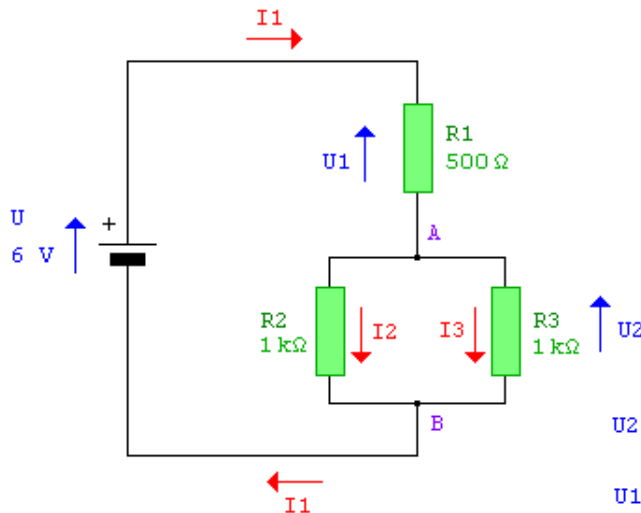 I1
R1
500 Ω
U1
U
6 V
+
A
R2
1 kΩ
I2
I3
R3
1 kΩ
U2
B
U2
I1
U1